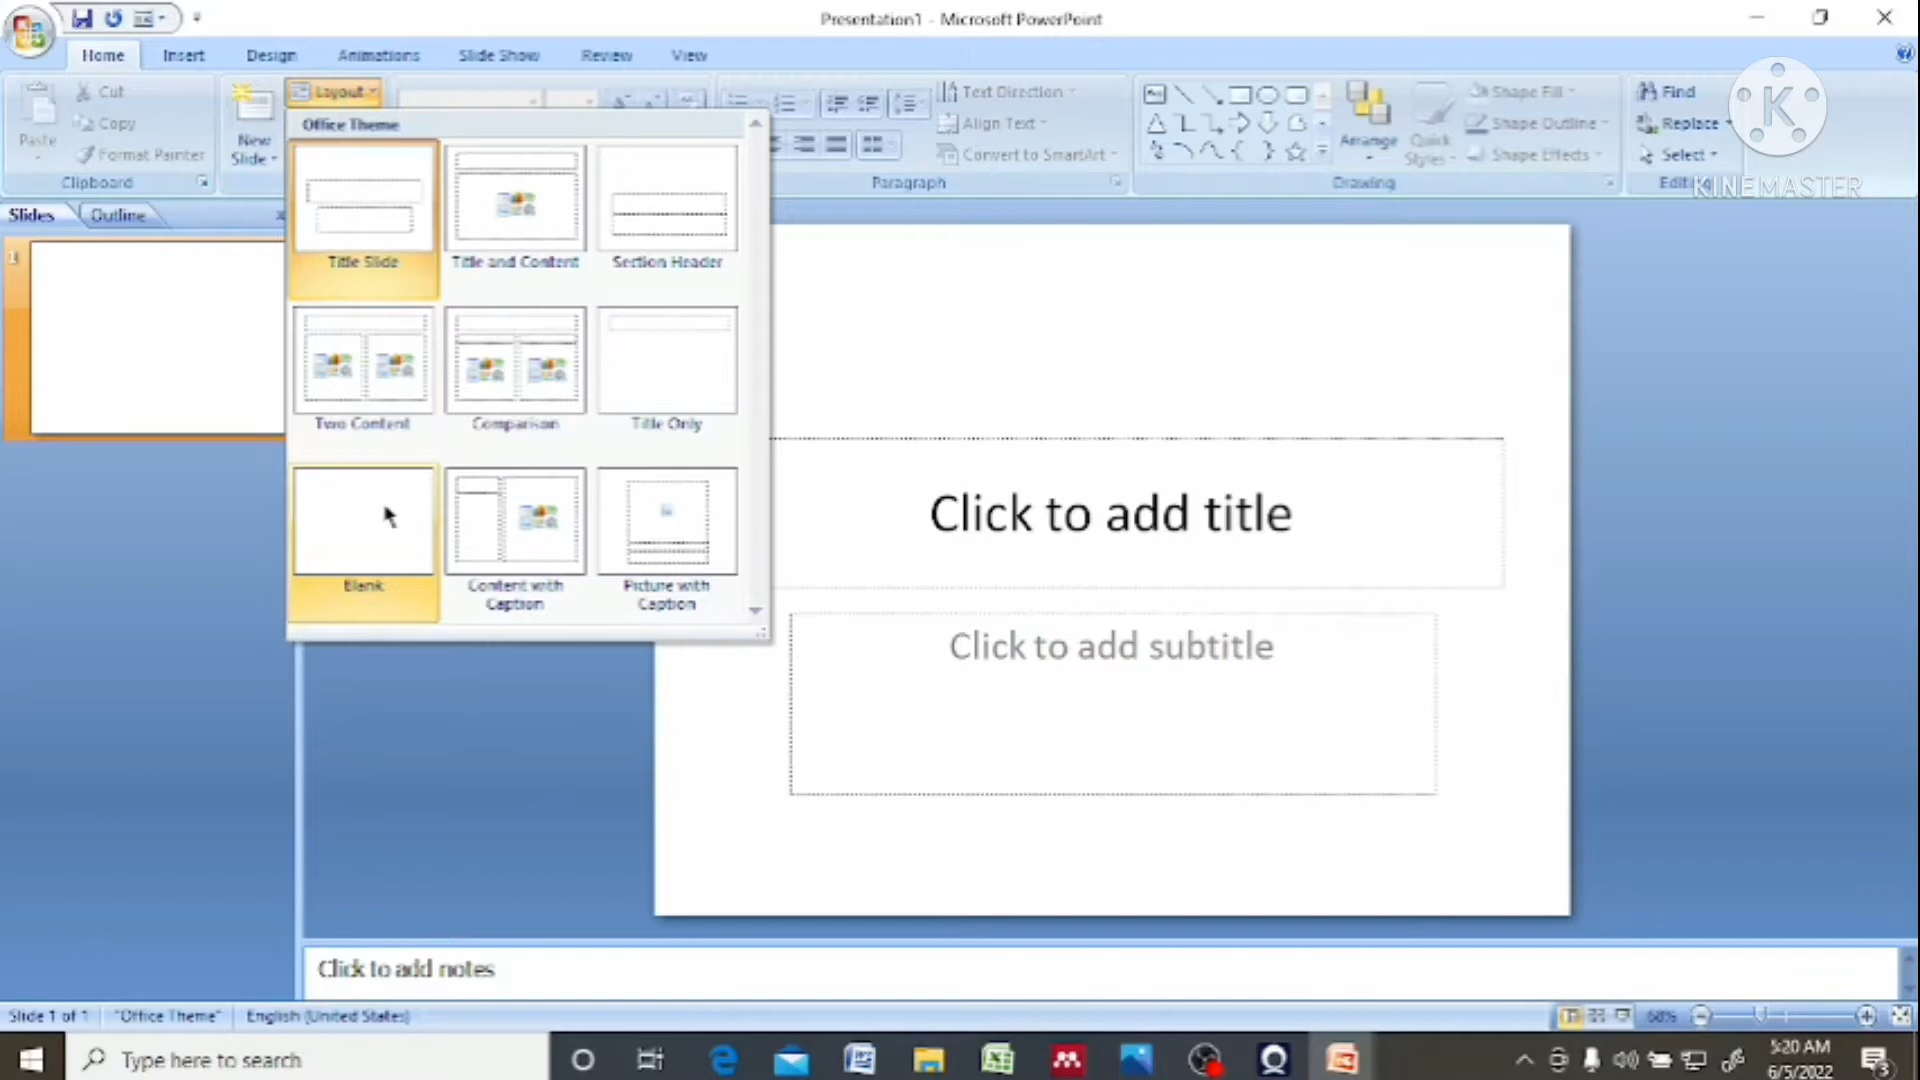 Presentation1 - Microsoft PowerPoint
Home Insert Design Animations Slide Show Review View
Paste
Cut
Copy
Format Painter
Clipboard
New Slide
Layout
Text Direction
Align Text
Convert to SmartArt
Paragraph
Arrange
Quick Styles
Shape Fill
Shape Outline
Shape Effects
Drawing
Find
Replace
Select
KINEMASTER
Slides Outline
1
Office Theme
Title Slide Title and Content Section Header
Two Content Comparison Title Only
Blank Content with Caption Picture with Caption
Click to add title
Click to add subtitle
Click to add notes
Slide 1 of 1 "Office Theme" English (United States) 68%
Type here to search
5:20 AM
6/5/2022
3